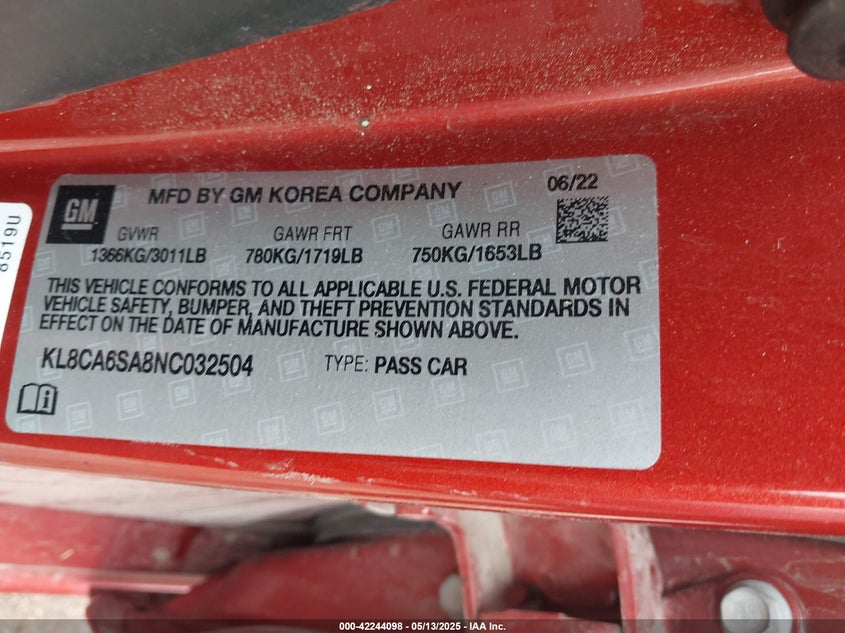 GM
MFD BY GM KOREA COMPANY
06/22
GVWR GAWR FRT GAWR RR
1366KG/3011LB 780KG/1719LB 750KG/1653LB
THIS VEHICLE CONFORMS TO ALL APPLICABLE U.S. FEDERAL MOTOR
VEHICLE SAFETY, BUMPER, AND THEFT PREVENTION STANDARDS IN
EFFECT ON THE DATE OF MANUFACTURE SHOWN ABOVE.
KL8CA6SA8NC032504 TYPE: PASS CAR
8519U
000-42244098 - 05/13/2025 - IAA Inc.